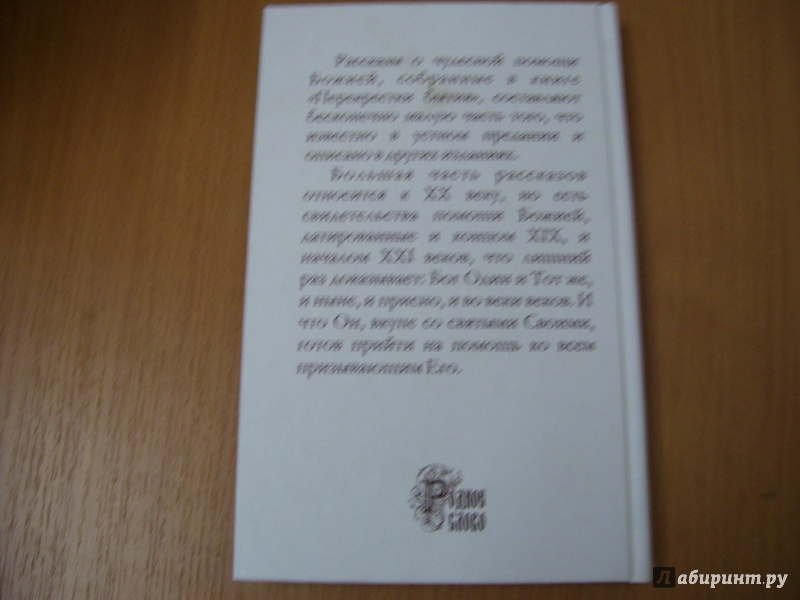 Рассказы о чудесной помощи
Божией, собранные в книге
«Перекрестки бытия», составляют
бесконечно малую часть того, что
известно в устном предании и
описано в других изданиях.
Большая часть рассказов
относится к XX веку, но есть
свидетельства помощи Божией,
датированные и концом XIX, и
началом XXI веков, что лишний
раз доказывает: Бог Один и Тот же,
и ныне, и присно, и во веки веков. И
что Он, вкупе со святыми Своими,
готов прийти на помощь ко всем
призывающим Его.
Родное
слово
Лабиринт.ру